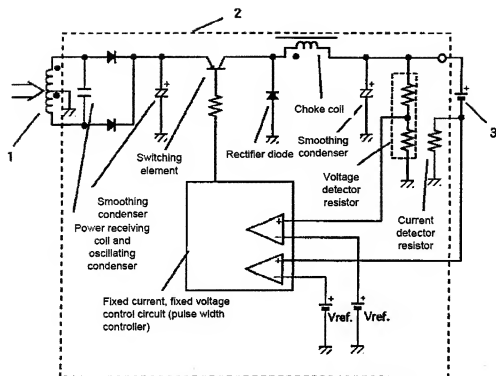 2
1
Choke coil
3
Switching
element
Rectifier diode
Smoothing
condenser
Voltage
detector
resistor
Smoothing
condenser
Power receiving
coil and
oscillating
condenser
Current
detector
resistor
Fixed current, fixed voltage
control circuit (pulse width
controller)
Vref.
Vref.